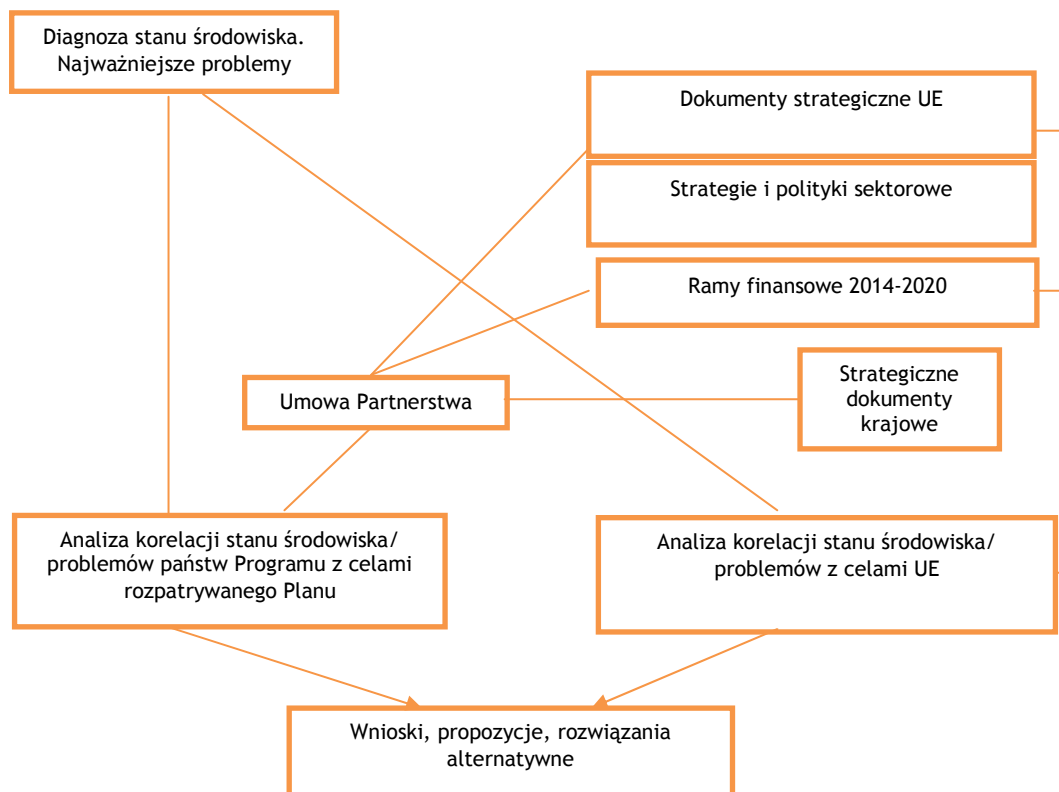 Diagnoza stanu środowiska.
Najważniejsze problemy
Dokumenty strategiczne UE
Strategie i polityki sektorowe
Ramy finansowe 2014-2020
Umowa Partnerstwa
Strategiczne
dokumenty
krajowe
Analiza korelacji stanu środowiska/
problemów państw Programu z celami
rozpatrywanego Planu
Analiza korelacji stanu środowiska/
problemów z celami UE
Wnioski, propozycje, rozwiązania
alternatywne